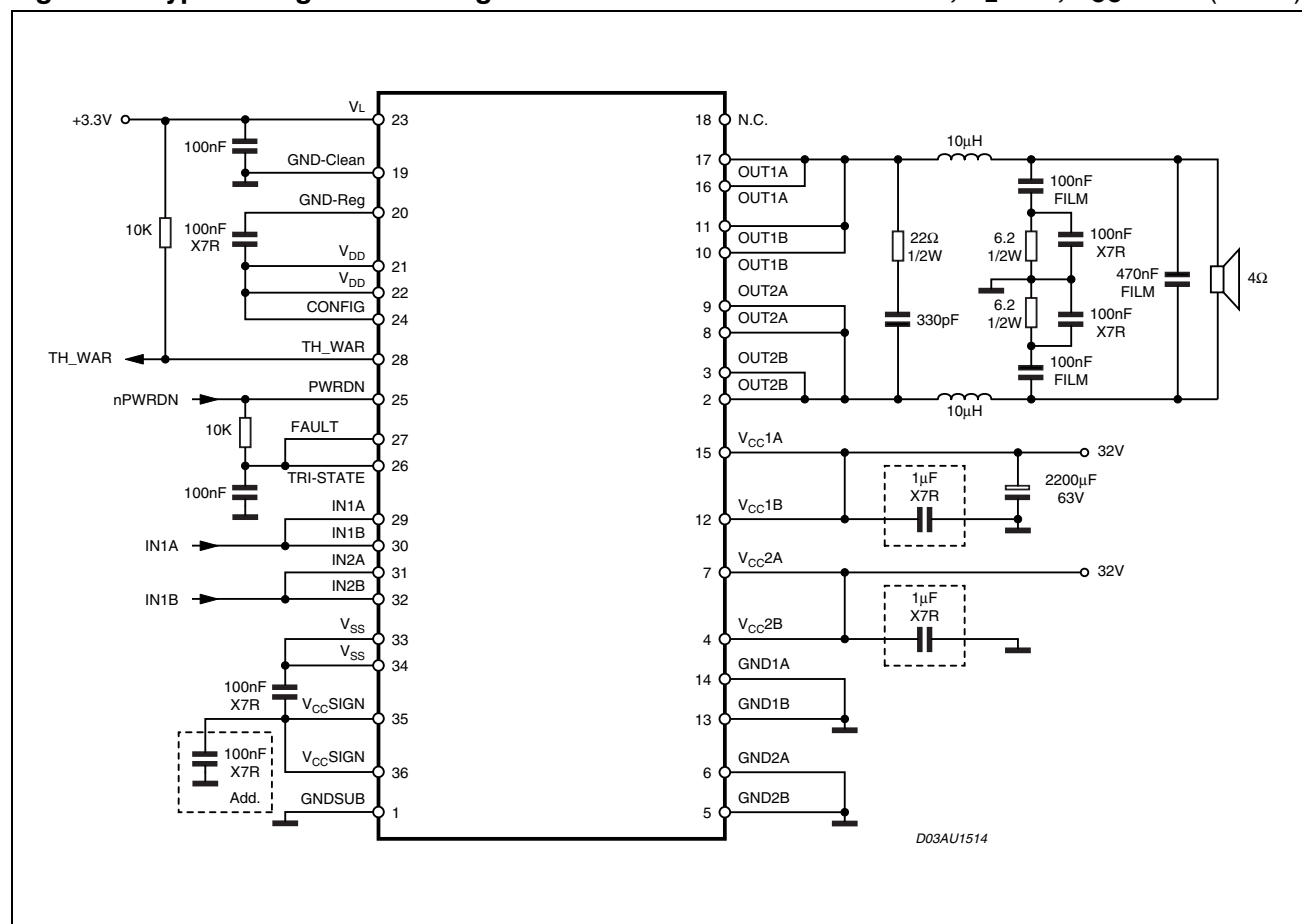 +3.3V
VL
23
100nF
GND-Clean
19
GND-Reg
20
10K
100nF
X7R
VDD
21
VDD
22
CONFIG
24
TH_WAR
TH_WAR
28
nPWRDN
PWRDN
25
10K
FAULT
27
TRI-STATE
26
100nF
IN1A
29
IN1A
IN1B
30
IN2A
31
IN1B
IN2B
32
VSS
33
VSS
34
100nF
X7R
VCCSIGN
35
100nF
X7R
Add.
VCCSIGN
36
GNDSUB
1
18
N.C.
17
OUT1A
16
OUT1A
11
OUT1B
10
OUT1B
OUT2A
9
OUT2A
8
OUT2B
3
OUT2B
2
10µH
22Ω
1/2W
330pF
100nF
FILM
6.2
1/2W
100nF
X7R
6.2
1/2W
100nF
X7R
100nF
FILM
10µH
470nF
FILM
4Ω
15
VCC1A
32V
1µF
X7R
2200µF
63V
12
VCC1B
7
VCC2A
32V
1µF
X7R
4
VCC2B
14
GND1A
13
GND1B
6
GND2A
5
GND2B
D03AU1514